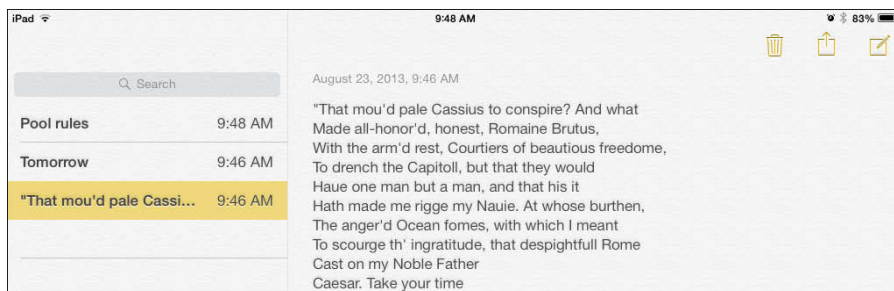 iPad 9:48 AM 83%
Search
August 23, 2013, 9:46 AM
Pool rules 9:48 AM
Tomorrow 9:46 AM
"That mou'd pale Cassi... 9:46 AM
"That mou'd pale Cassius to conspire? And what
Made all-honor'd, honest, Romaine Brutus,
With the arm'd rest, Courtiers of beautious freedome,
To drench the Capitoll, but that they would
Haue one man but a man, and that his it
Hath made me rigge my Nauie. At whose burthen,
The anger'd Ocean fomes, with which I meant
To scourge th' ingratitude, that despightfull Rome
Cast on my Noble Father
Caesar. Take your time